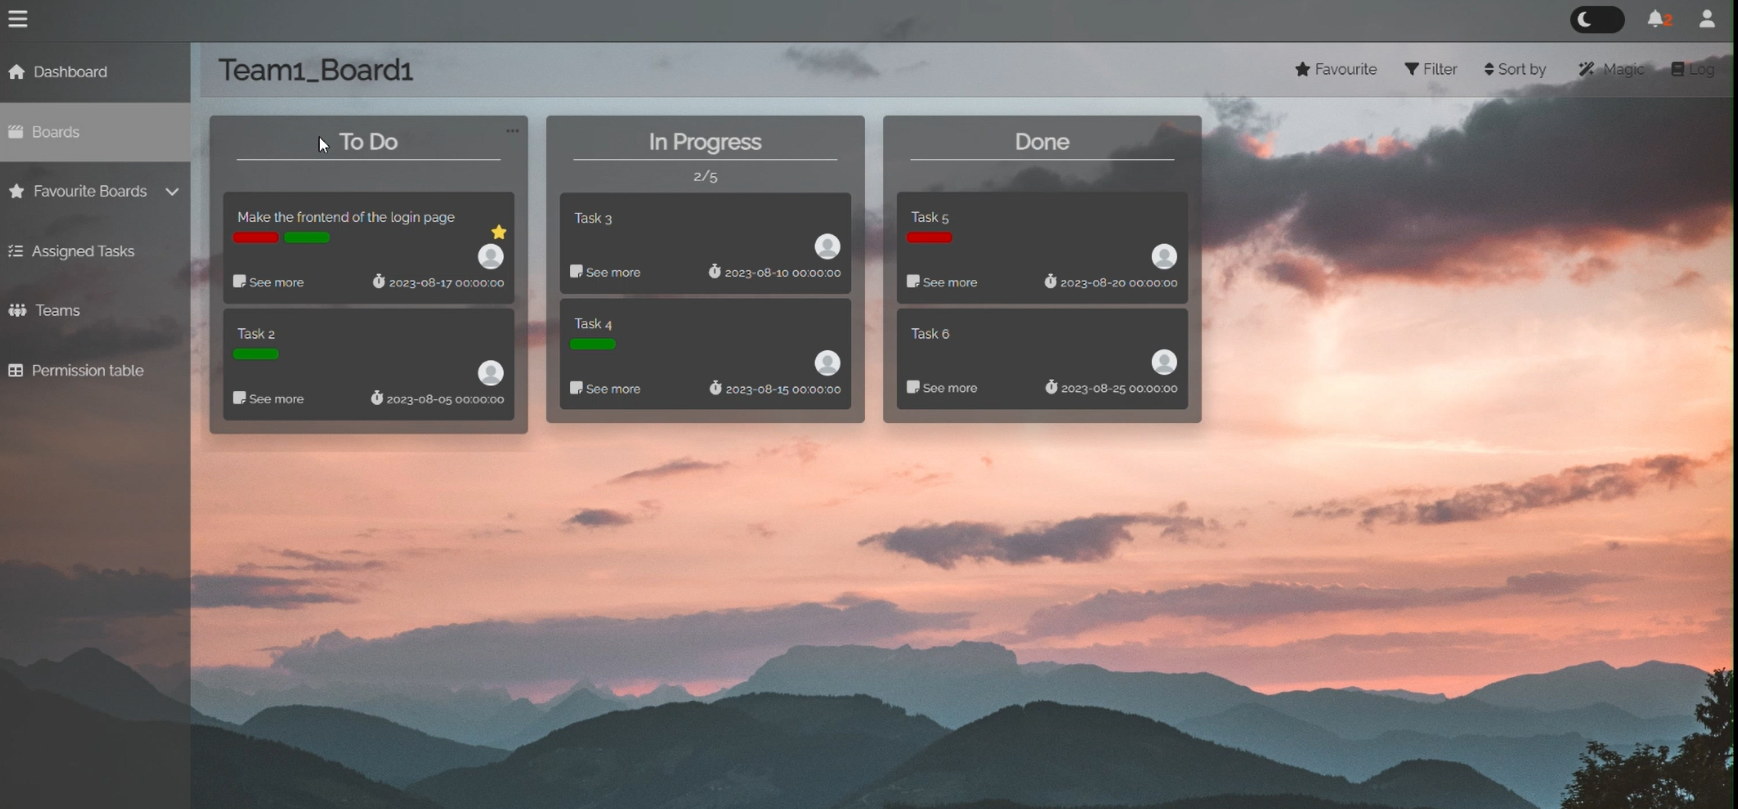 2
Dashboard
Boards
Favourite Boards
Assigned Tasks
Teams
Permission table
Team1_Board1
Favourite
Filter
Sort by
Magic
Log
To Do
Make the frontend of the login page
See more
2023-08-17 00:00:00
Task 2
See more
2023-08-05 00:00:00
In Progress
2/5
Task 3
See more
2023-08-10 00:00:00
Task 4
See more
2023-08-15 00:00:00
Done
Task 5
See more
2023-08-20 00:00:00
Task 6
See more
2023-08-25 00:00:00